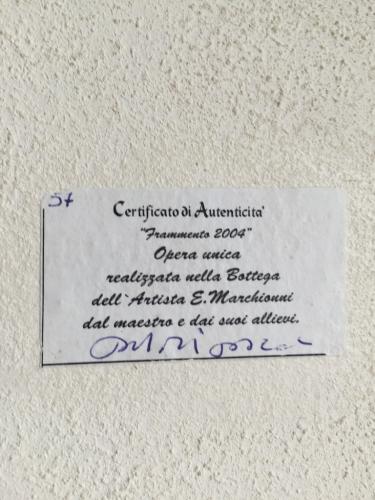 57
Certificato di Autenticita'
"Frammento 2004"
Opera unica
realizzata nella Bottega
dell'Artista E.Marchionni
dal maestro e dai suoi allievi.